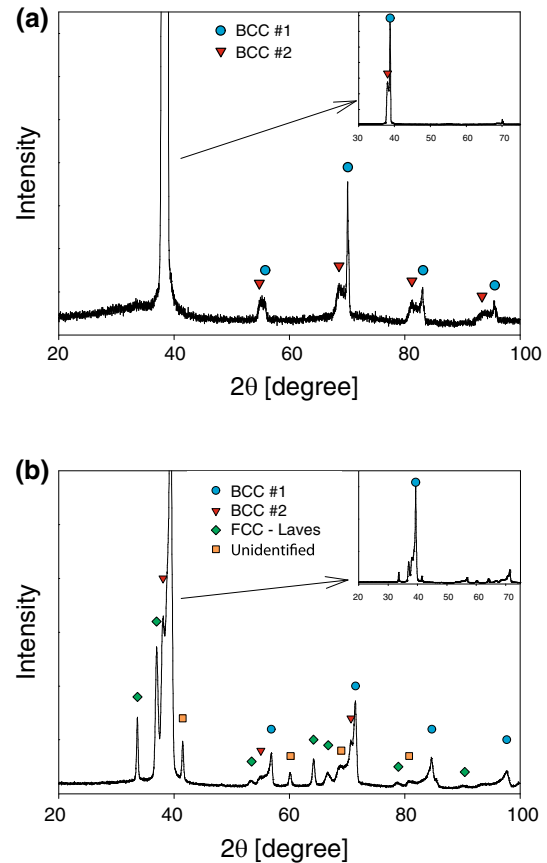 (a)
BCC #1
BCC #2
30 40 50 60 70
Intensity
20 40 60 80 100
2θ [degree]
(b)
BCC #1
BCC #2
FCC - Laves
Unidentified
20 30 40 50 60 70
Intensity
20 40 60 80 100
2θ [degree]